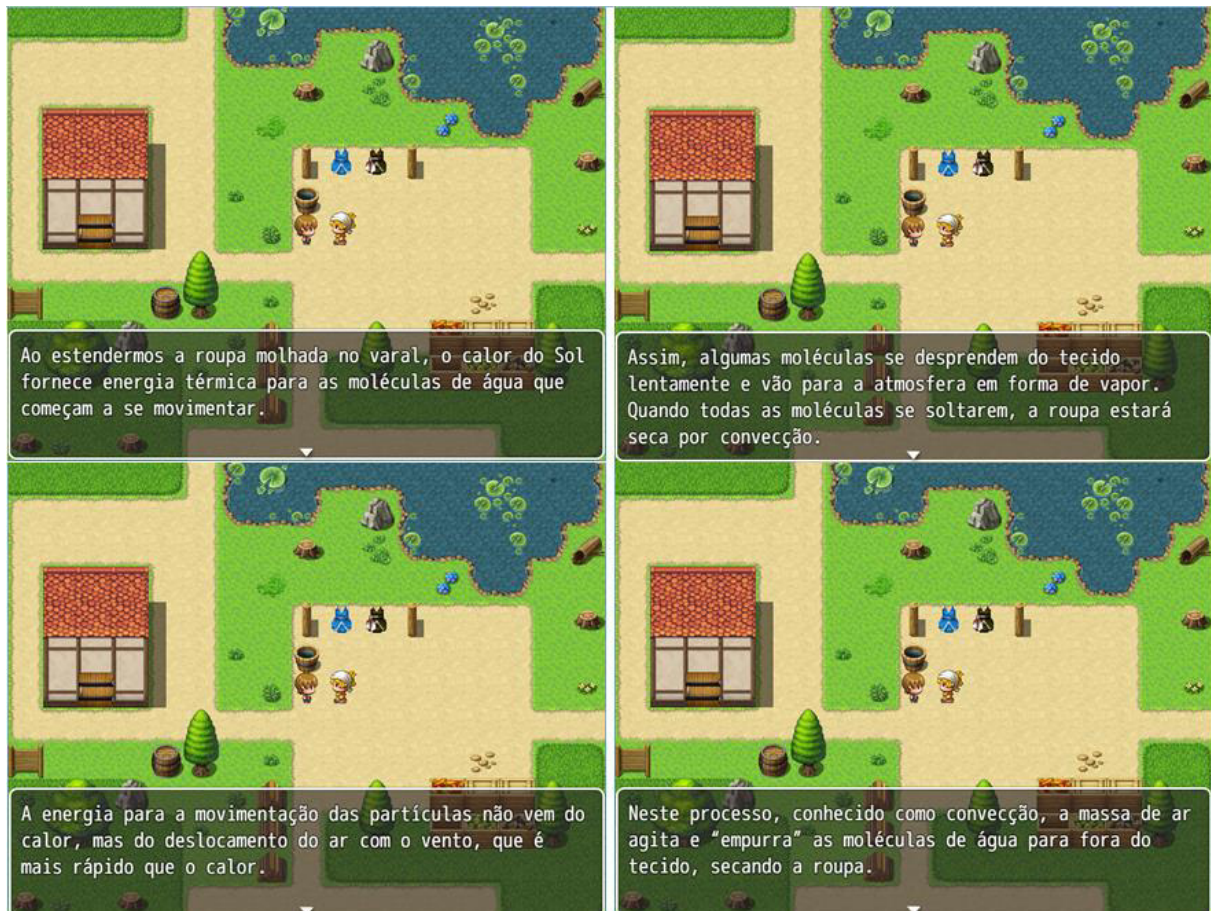 Ao estendermos a roupa molhada no varal, o calor do Sol
fornece energia térmica para as moléculas de água que
começam a se movimentar.
Assim, algumas moléculas se desprendem do tecido
lentamente e vão para a atmosfera em forma de vapor.
Quando todas as moléculas se soltarem, a roupa estará
seca por convecção.
A energia para a movimentação das partículas não vem do
calor, mas do deslocamento do ar com o vento, que é
mais rápido que o calor.
Neste processo, conhecido como convecção, a massa de ar
agita e “empurra” as moléculas de água para fora do
tecido, secando a roupa.